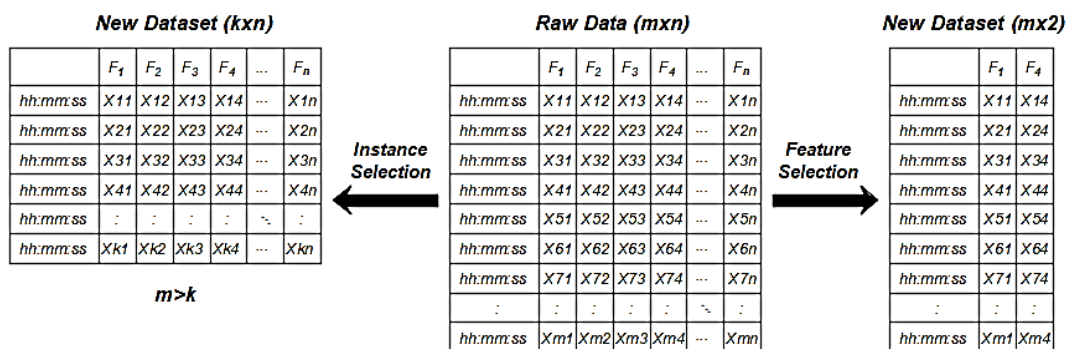 New Dataset (kxn)
F1 F2 F3 F4 ... Fn
hh:mm:ss X11 X12 X13 X14 ... X1n
hh:mm:ss X21 X22 X23 X24 ... X2n
hh:mm:ss X31 X32 X33 X34 ... X3n
hh:mm:ss X41 X42 X43 X44 ... X4n
hh:mm:ss : : : : ⋱ :
hh:mm:ss Xk1 Xk2 Xk3 Xk4 ... Xkn
m>k
Instance
Selection
Raw Data (mxn)
F1 F2 F3 F4 ... Fn
hh:mm:ss X11 X12 X13 X14 ... X1n
hh:mm:ss X21 X22 X23 X24 ... X2n
hh:mm:ss X31 X32 X33 X34 ... X3n
hh:mm:ss X41 X42 X43 X44 ... X4n
hh:mm:ss X51 X52 X53 X54 ... X5n
hh:mm:ss X61 X62 X63 X64 ... X6n
hh:mm:ss X71 X72 X73 X74 ... X7n
: : : : : ⋱ :
hh:mm:ss Xm1 Xm2 Xm3 Xm4 ... Xmn
Feature
Selection
New Dataset (mx2)
F1 F4
hh:mm:ss X11 X14
hh:mm:ss X21 X24
hh:mm:ss X31 X34
hh:mm:ss X41 X44
hh:mm:ss X51 X54
hh:mm:ss X61 X64
hh:mm:ss X71 X74
: : :
hh:mm:ss Xm1 Xm4